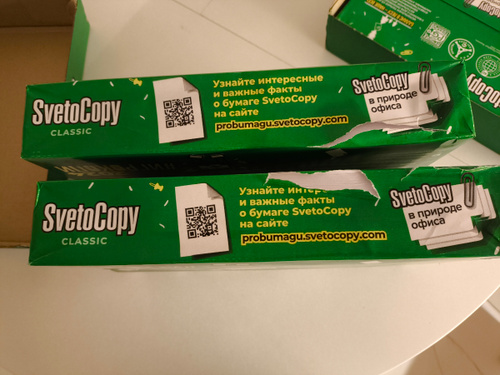 SvetoCopy
CLASSIC
Узнайте интересные
и важные факты
о бумаге SvetoCopy
на сайте
probumagu.svetocopy.com
SvetoCopy
в природе
офиса
SvetoCopy
CLASSIC
Узнайте
и важные факты
о бумаге SvetoCopy
на сайте
probumagu.svetocopy.com
SvetoCopy
в природе
офиса